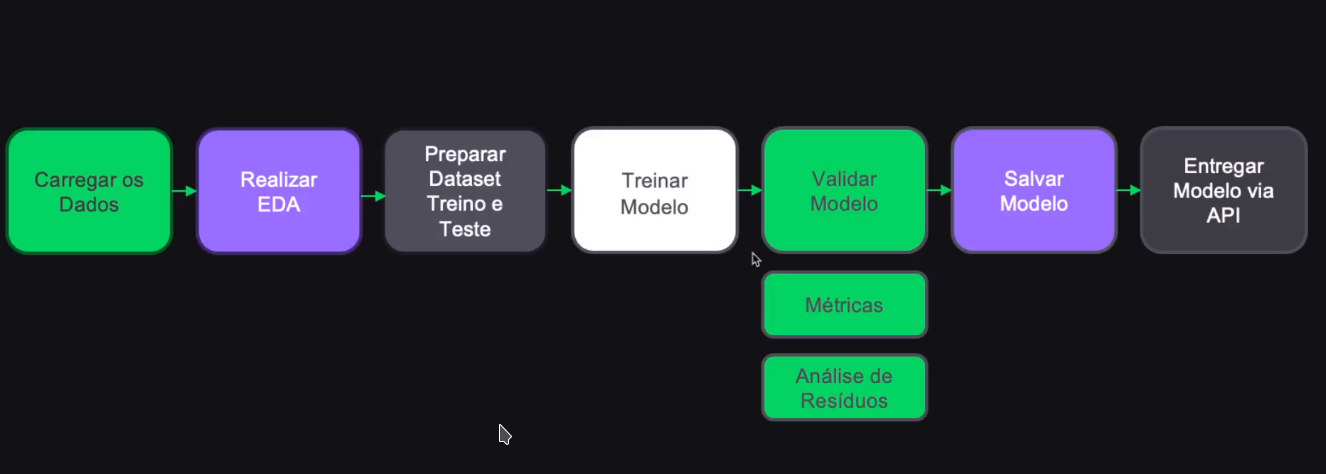 Carregar os
Dados
Realizar
EDA
Preparar
Dataset
Treino e
Teste
Treinar
Modelo
Validar
Modelo
Salvar
Modelo
Entregar
Modelo via
API
Métricas
Análise de
Resíduos